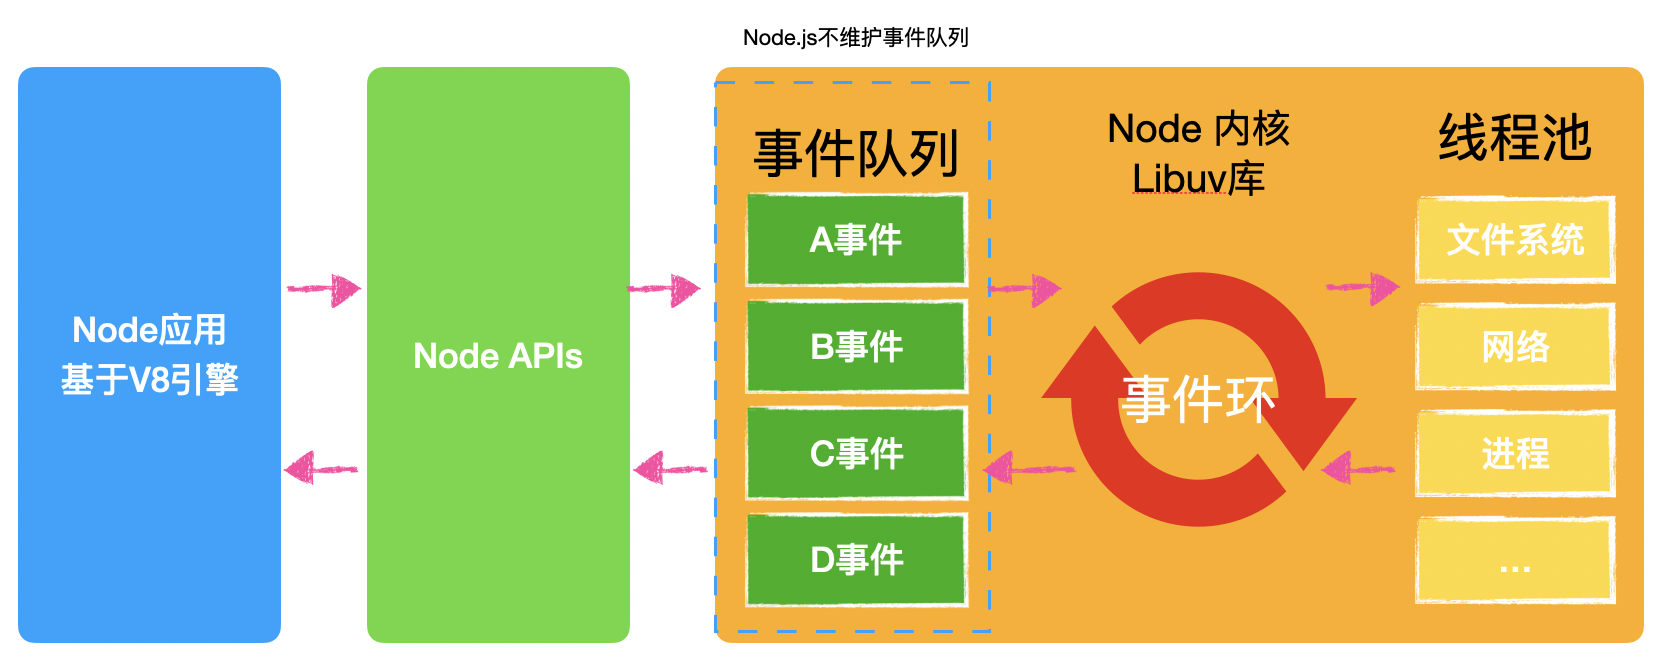 Node.js不维护事件队列
Node应用
基于V8引擎
Node APIs
事件队列
A事件
B事件
C事件
D事件
Node 内核
Libuv库
事件环
线程池
文件系统
网络
进程
...